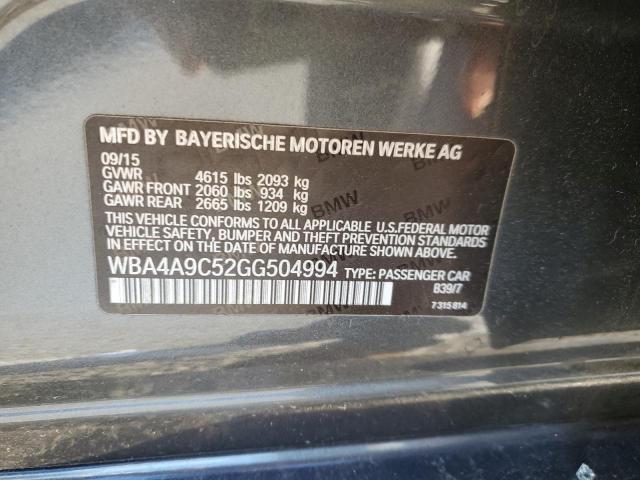 MFD BY BAYERISCHE MOTOREN WERKE AG
09/15
GVWR 4615 lbs 2093 kg
GAWR FRONT 2060 lbs 934 kg
GAWR REAR 2665 lbs 1209 kg
THIS VEHICLE CONFORMS TO ALL APPLICABLE U.S.FEDERAL MOTOR
VEHICLE SAFETY, BUMPER AND THEFT PREVENTION STANDARDS IN
EFFECT ON THE DATE OF MANUFACTURE SHOWN ABOVE.
WBA4A9C52GG504994 TYPE: PASSENGER CAR
B39/7
7315814